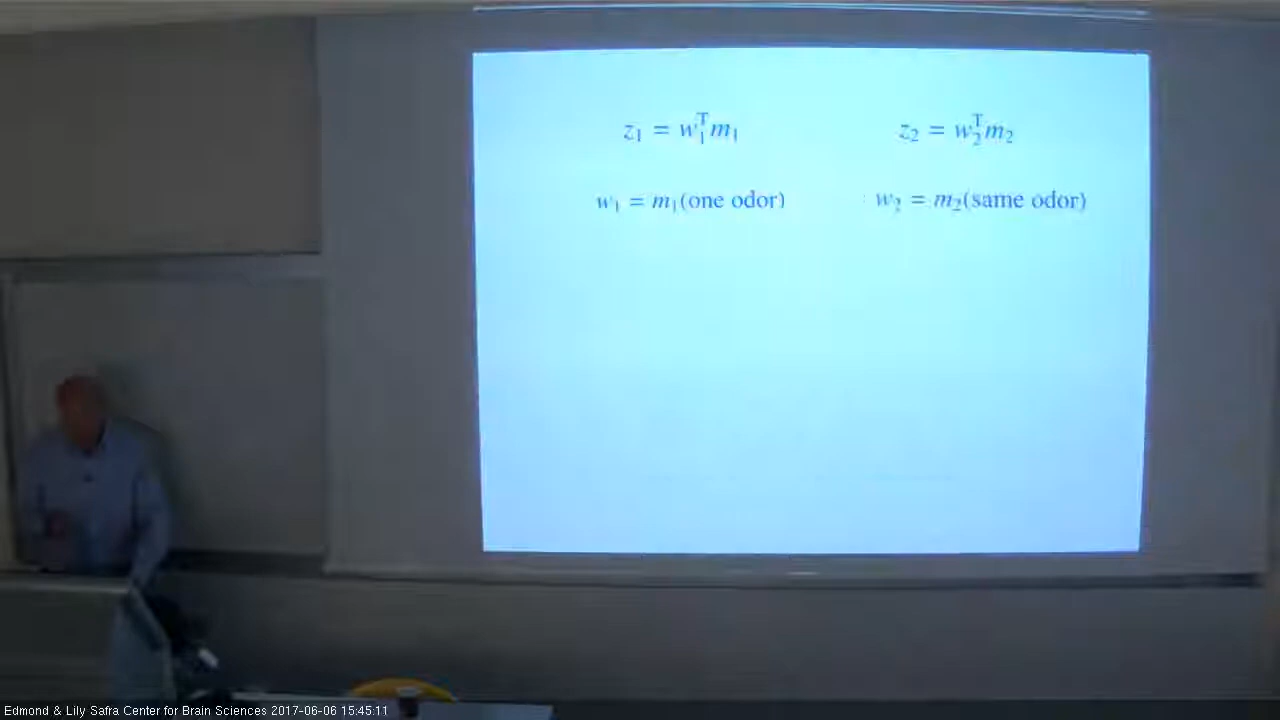 z₁ = w₁ᵀm₁ z₂ = w₂ᵀm₂
w₁ = m₁(one odor) w₂ = m₂(same odor)
Edmond & Lily Safra Center for Brain Sciences 2017-06-06 15:45:11